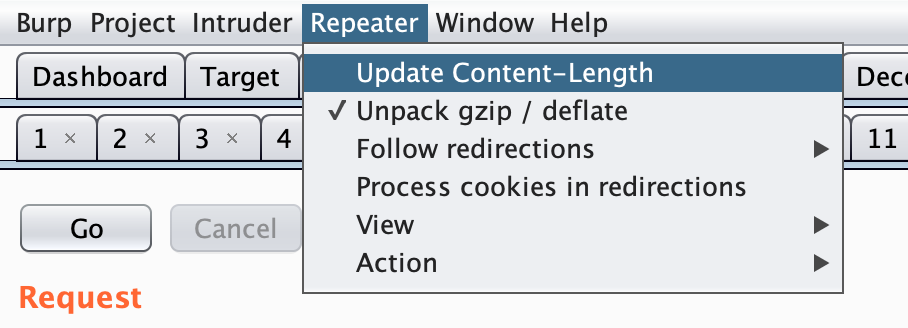 Burp Project Intruder Repeater Window Help
Dashboard Target
Update Content-Length
Unpack gzip / deflate
Follow redirections
Process cookies in redirections
View
Action
1 × 2 × 3 × 4
11
Go Cancel
Request